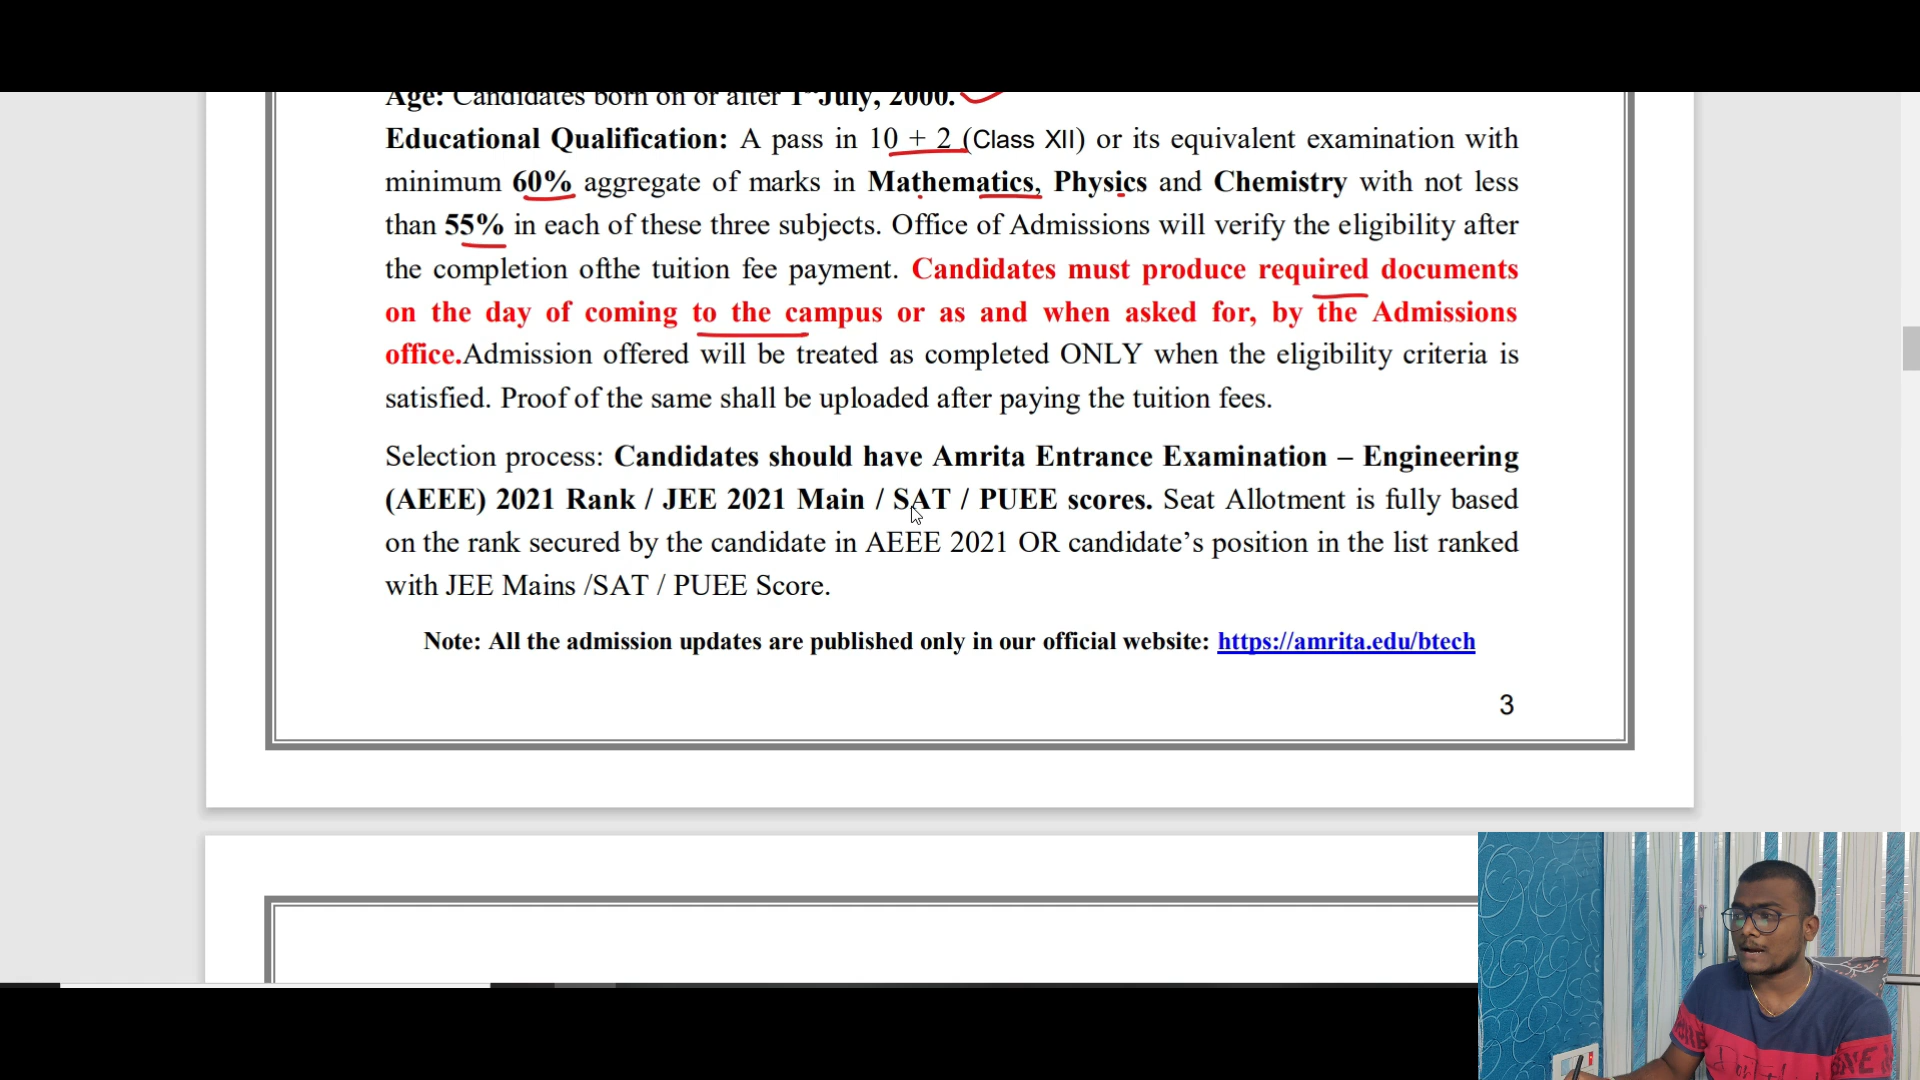 Age: Candidates born on or after 1st July, 2000.
Educational Qualification: A pass in 10 + 2 (Class XII) or its equivalent examination with
minimum 60% aggregate of marks in Mathematics, Physics and Chemistry with not less
than 55% in each of these three subjects. Office of Admissions will verify the eligibility after
the completion ofthe tuition fee payment. Candidates must produce required documents
on the day of coming to the campus or as and when asked for, by the Admissions
office.Admission offered will be treated as completed ONLY when the eligibility criteria is
satisfied. Proof of the same shall be uploaded after paying the tuition fees.
Selection process: Candidates should have Amrita Entrance Examination – Engineering
(AEEE) 2021 Rank / JEE 2021 Main / SAT / PUEE scores. Seat Allotment is fully based
on the rank secured by the candidate in AEEE 2021 OR candidate’s position in the list ranked
with JEE Mains /SAT / PUEE Score.
Note: All the admission updates are published only in our official website: https://amrita.edu/btech
3